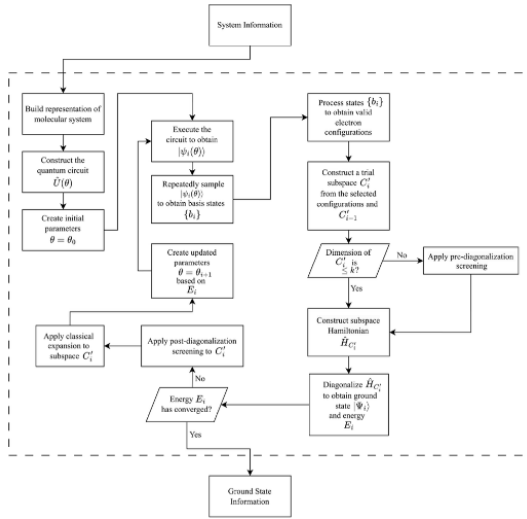 System Information
Build representation of
molecular system
Construct the
quantum circuit
Û(θ)
Create initial
parameters
θ = θ₀
Execute the
circuit to obtain
|ψᵢ(θ)⟩
Repeatedly sample
|ψᵢ(θ)⟩
to obtain basis states
{bᵢ}
Create updated
parameters
θ = θᵢ₊₁
based on
Eᵢ
Process states {bᵢ}
to obtain valid
electron
configurations
Construct a trial
subspace C′ᵢ
from the selected
configurations and
C′ᵢ₋₁
Dimension of
C′ᵢ is
≤ k?
No
Apply pre-diagonalization
screening
Yes
Construct subspace
Hamiltonian
Ĥ_C′ᵢ
Diagonalize Ĥ_C′ᵢ
to obtain ground
state |Ψᵢ⟩
and energy
Eᵢ
Energy Eᵢ
has converged?
No
Apply post-diagonalization
screening to C′ᵢ
Apply classical
expansion to
subspace C′ᵢ
Yes
Ground State
Information